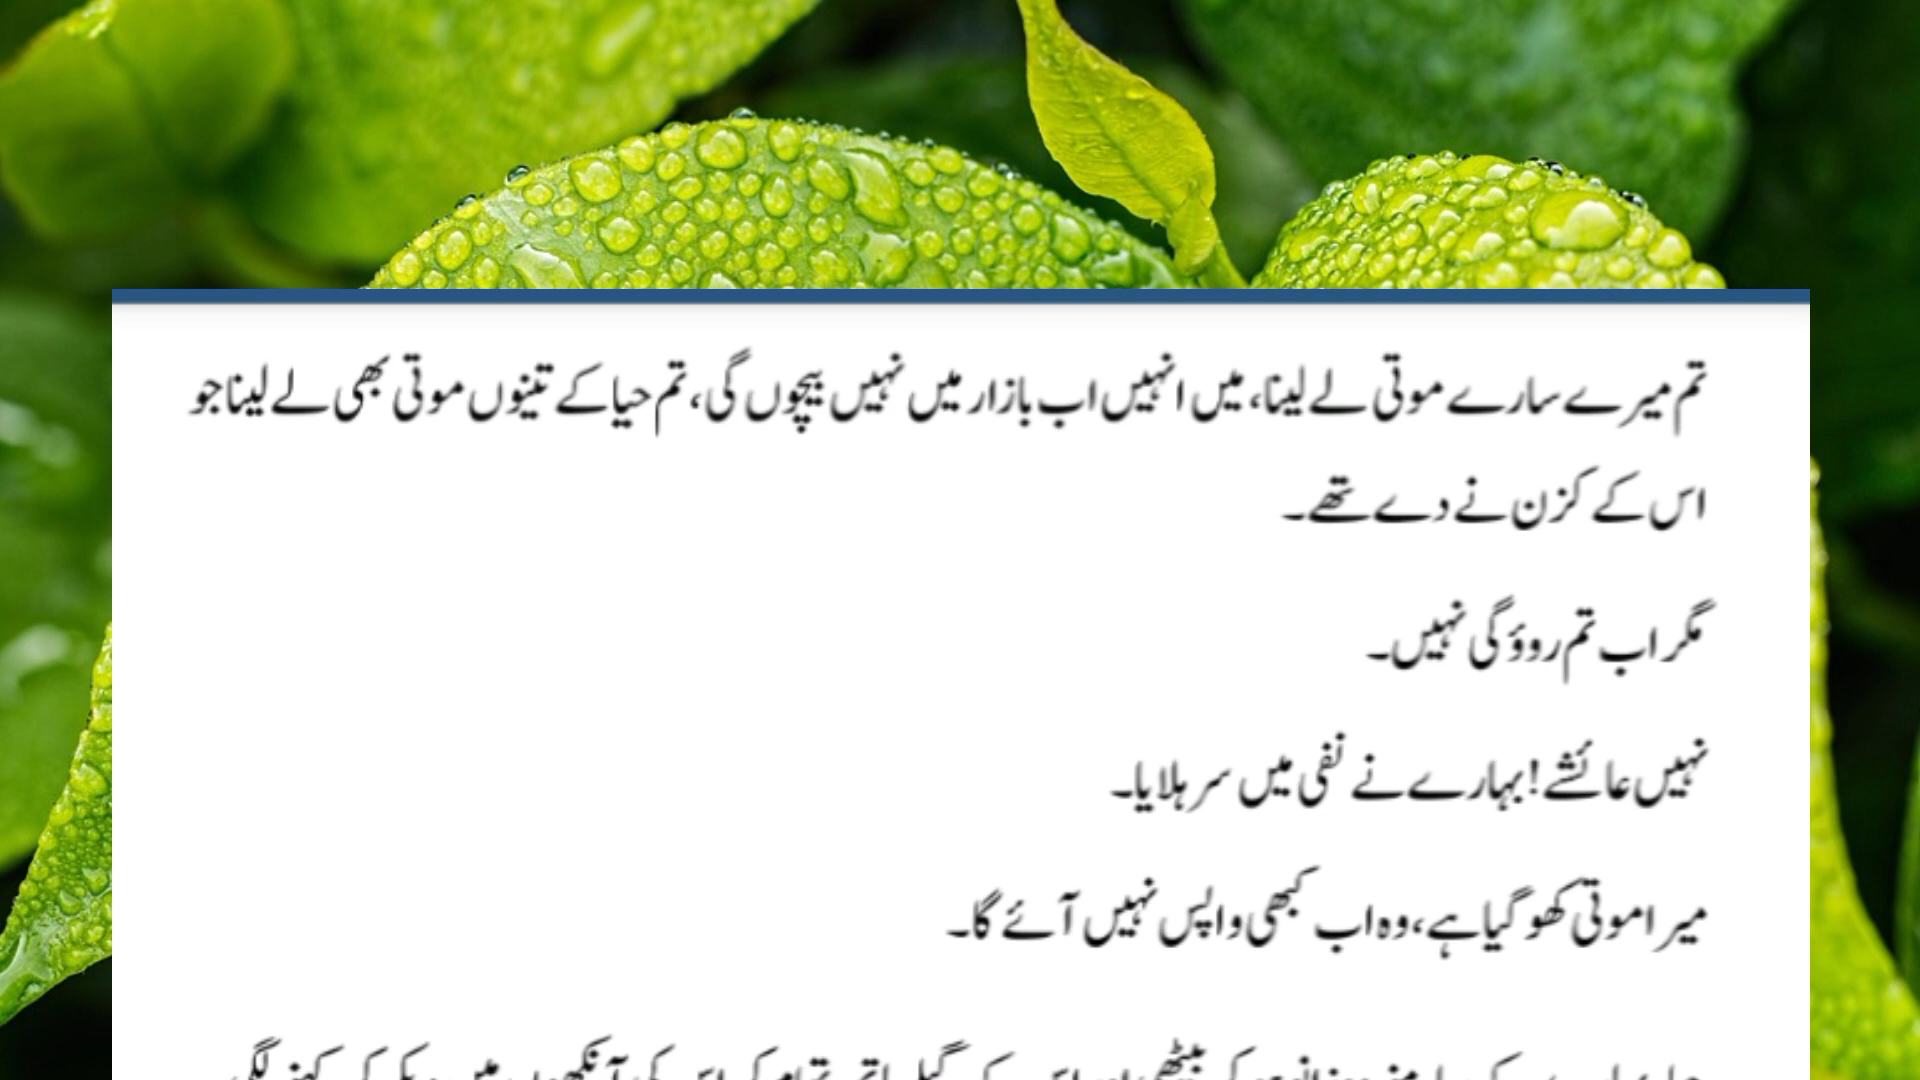 تم میرے سارے موتی لے لینا، میں انہیں اب بازار میں نہیں بیچوں گی، تم حیا کے تینوں موتی بھی لے لینا جو
اس کے کزن نے دے تھے۔
مگر اب تم روؤ گی نہیں۔
نہیں عائشے! بہارے نے نفی میں سر ہلایا۔
میرا موتی کھو گیا ہے، وہ اب کبھی واپس نہیں آئے گا۔